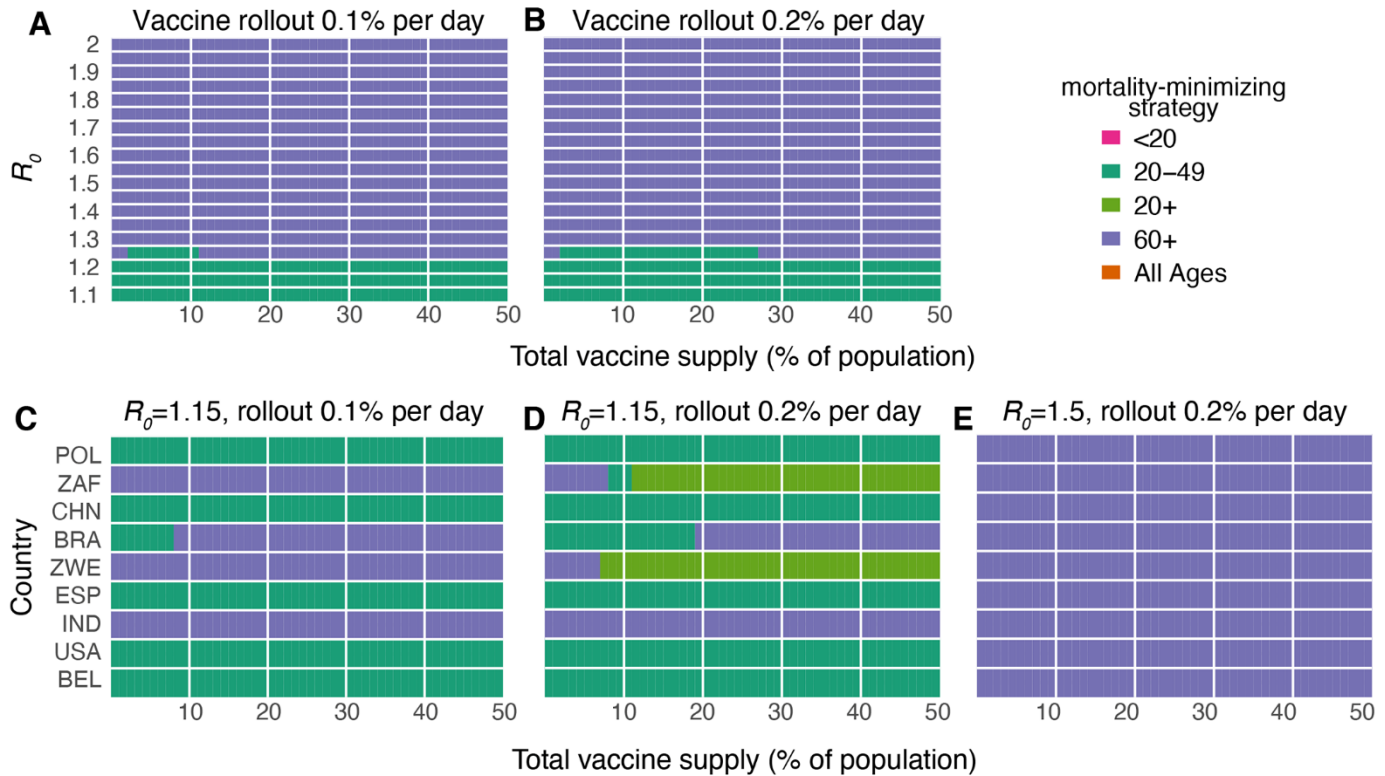 A Vaccine rollout 0.1% per day
B Vaccine rollout 0.2% per day
R0
2
1.9
1.8
1.7
1.6
1.5
1.4
1.3
1.2
1.1
10 20 30 40 50
10 20 30 40 50
Total vaccine supply (% of population)
mortality-minimizing
strategy
<20
20–49
20+
60+
All Ages
C R0=1.15, rollout 0.1% per day
D R0=1.15, rollout 0.2% per day
E R0=1.5, rollout 0.2% per day
Country
POL
ZAF
CHN
BRA
ZWE
ESP
IND
USA
BEL
10 20 30 40 50
10 20 30 40 50
10 20 30 40 50
Total vaccine supply (% of population)